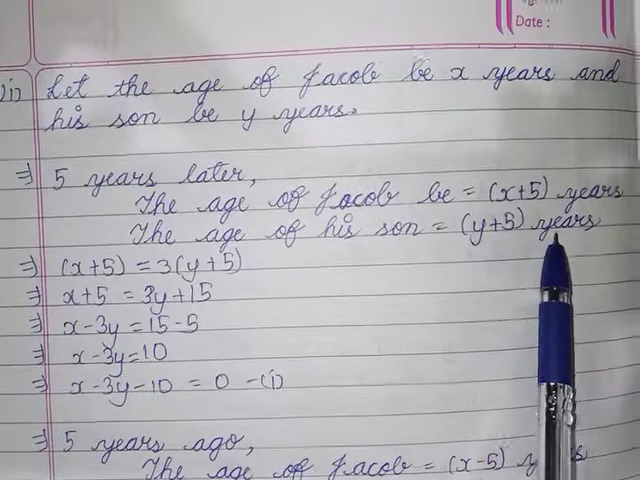 Date :
ii) Let the age of Jacob be x years and
his son be y years.
⇒ 5 years later,
The age of Jacob be = (x+5) years
The age of his son = (y+5) years
⇒ (x+5) = 3(y+5)
⇒ x+5 = 3y+15
⇒ x-3y = 15-5
⇒ x-3y=10
⇒ x-3y-10 = 0 -(i)
⇒ 5 years ago,
The age of Jacob = (x-5)